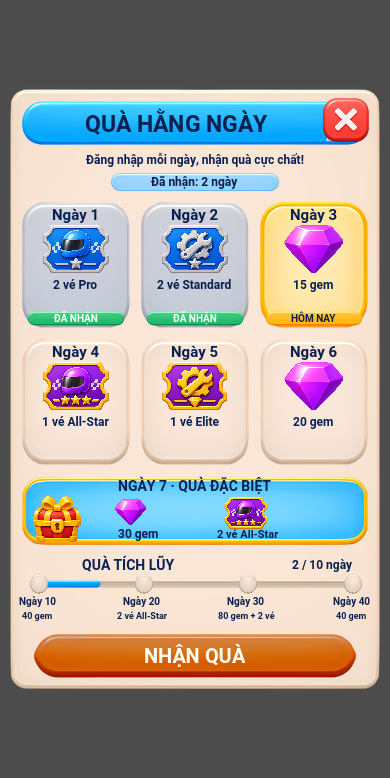 QUÀ HẰNG NGÀY
Đăng nhập mỗi ngày, nhận quà cực chất!
Đã nhận: 2 ngày
Ngày 1
2 vé Pro
ĐÃ NHẬN
Ngày 2
2 vé Standard
ĐÃ NHẬN
Ngày 3
15 gem
HÔM NAY
Ngày 4
1 vé All-Star
Ngày 5
1 vé Elite
Ngày 6
20 gem
NGÀY 7 · QUÀ ĐẶC BIỆT
30 gem
2 vé All-Star
QUÀ TÍCH LŨY
2 / 10 ngày
Ngày 10
40 gem
Ngày 20
2 vé All-Star
Ngày 30
80 gem + 2 vé
Ngày 40
40 gem
NHẬN QUÀ